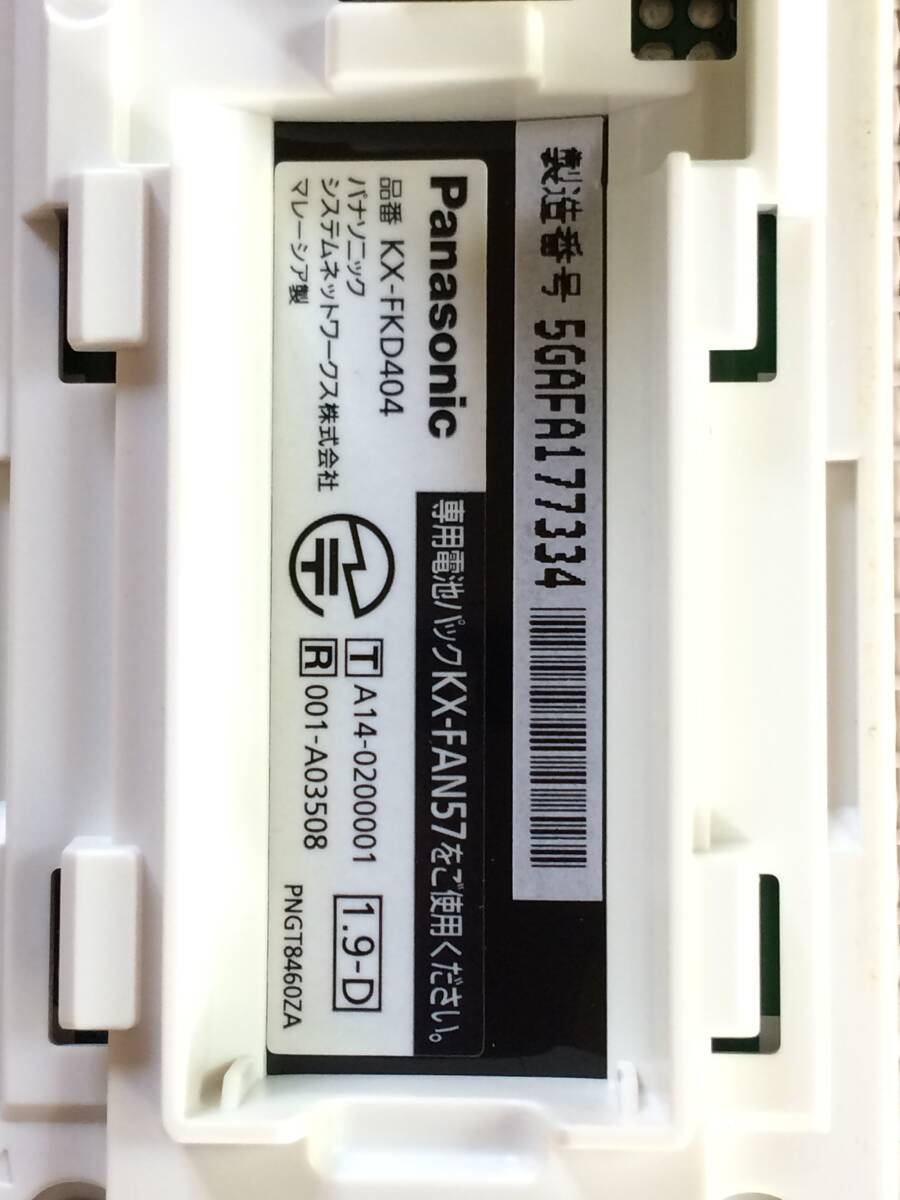 製造番号 5GAFA177334
Panasonic
品番 KX-FKD404
パナソニック
システムネットワークス株式会社
マレーシア製
専用電池パックKX-FAN57をご使用ください。
T A14-0200001
R 001-A03508
1.9-D
PNGT8460ZA